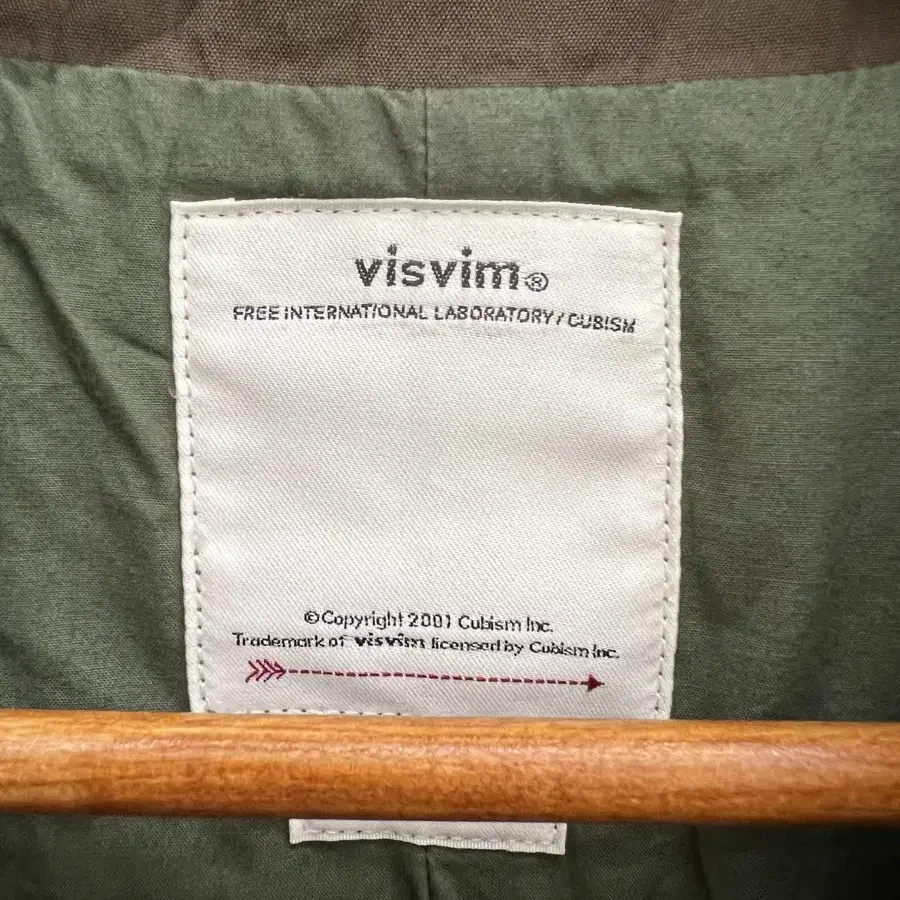 visvim®
FREE INTERNATIONAL LABORATORY / CUBISM
©Copyright 2001 Cubism Inc.
Trademark of visvim licensed by Cubism Inc.